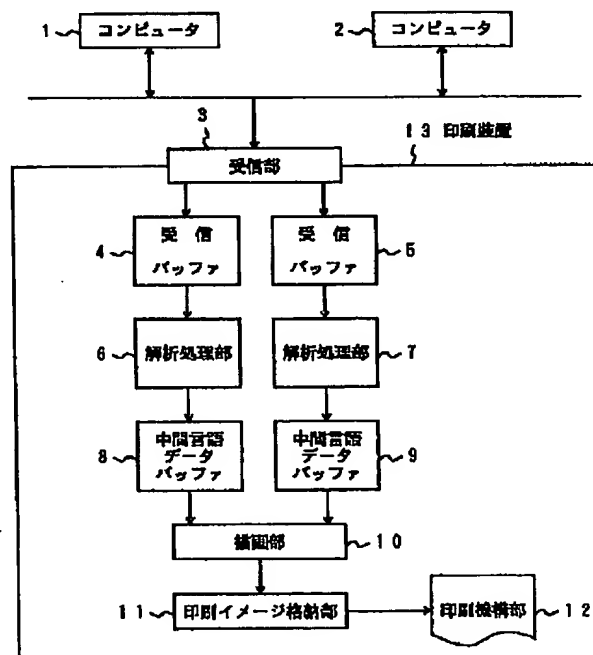 1 コンピュータ
2 コンピュータ
3
13 印刷装置
受信部
4 受信
バッファ
5 受信
バッファ
6 解析処理部
7 解析処理部
8 中間言語
データ
バッファ
9 中間言語
データ
バッファ
描画部 10
11 印刷イメージ格納部
印刷機構部 12